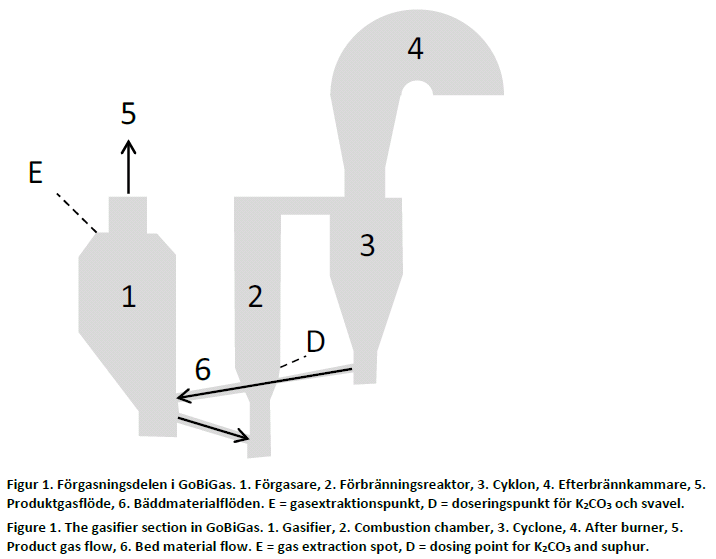 4
5
E
3
1
2
D
6
Figur 1. Förgasningsdelen i GoBiGas. 1. Förgasare, 2. Förbränningsreaktor, 3. Cyklon, 4. Efterbrännkammare, 5.
Produktgasflöde, 6. Bäddmaterialflöden. E = gasextraktionspunkt, D = doseringspunkt för K₂CO₃ och svavel.
Figure 1. The gasifier section in GoBiGas. 1. Gasifier, 2. Combustion chamber, 3. Cyclone, 4. After burner, 5.
Product gas flow, 6. Bed material flow. E = gas extraction spot, D = dosing point for K₂CO₃ and suphur.